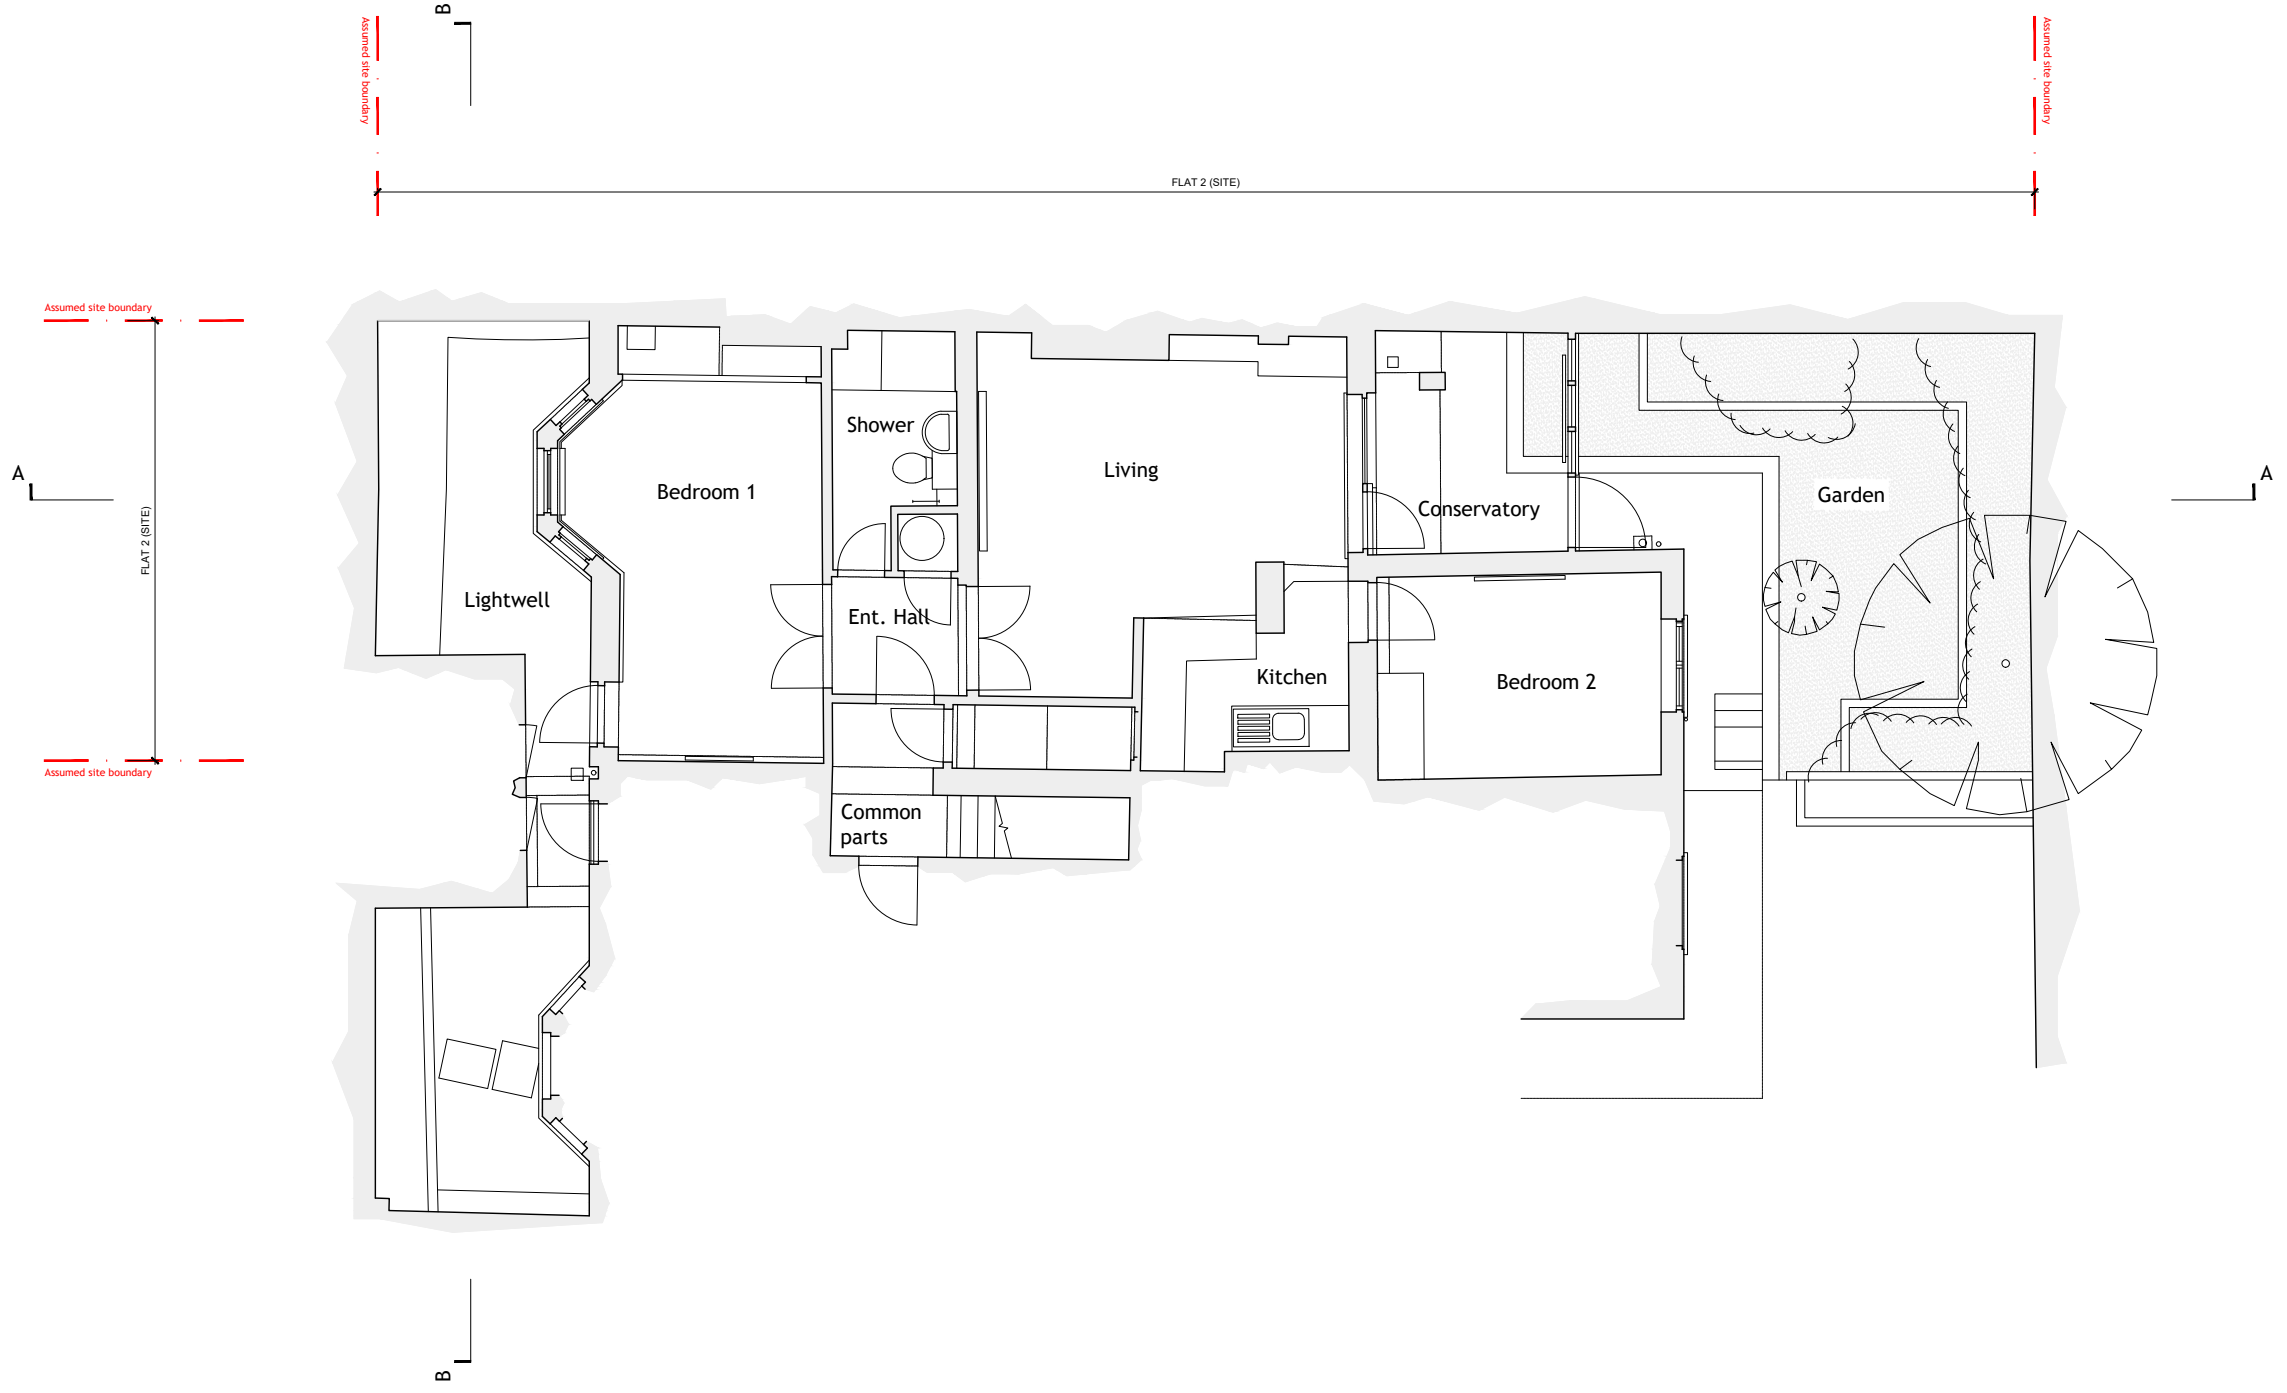 B
Assumed site boundary
Assumed site boundary
FLAT 2 (SITE)
Assumed site boundary
A
A
FLAT 2 (SITE)
Shower
Living
Bedroom 1
Conservatory
Garden
Lightwell
Ent. Hall
Kitchen
Bedroom 2
Assumed site boundary
Common
parts
B